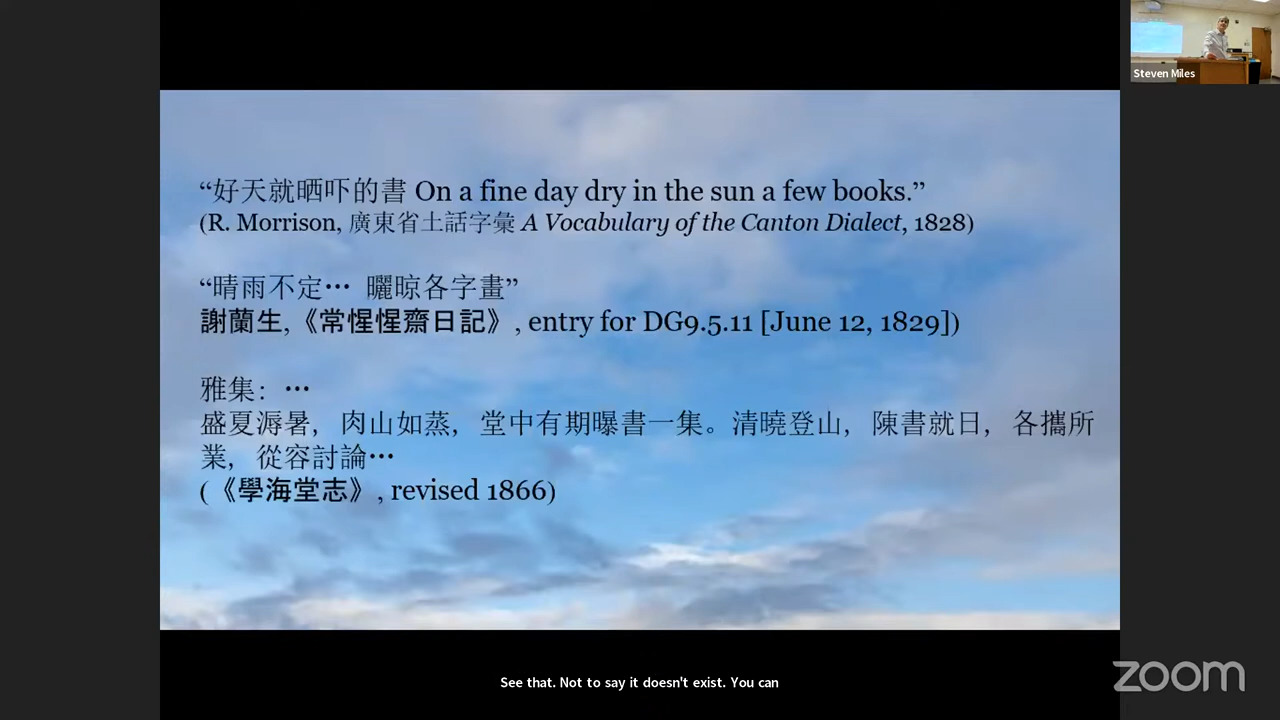 “好天就晒吓的書 On a fine day dry in the sun a few books.”
(R. Morrison, 廣東省土話字彙 A Vocabulary of the Canton Dialect, 1828)
“晴雨不定… 曬晾各字畫”
謝蘭生,《常惺惺齋日記》, entry for DG9.5.11 [June 12, 1829])
雅集：…
盛夏溽暑，肉山如蒸，堂中有期曝書一集。清曉登山，陳書就日，各攜所
業，從容討論…
(《學海堂志》, revised 1866)
Steven Miles
See that. Not to say it doesn't exist. You can
zoom